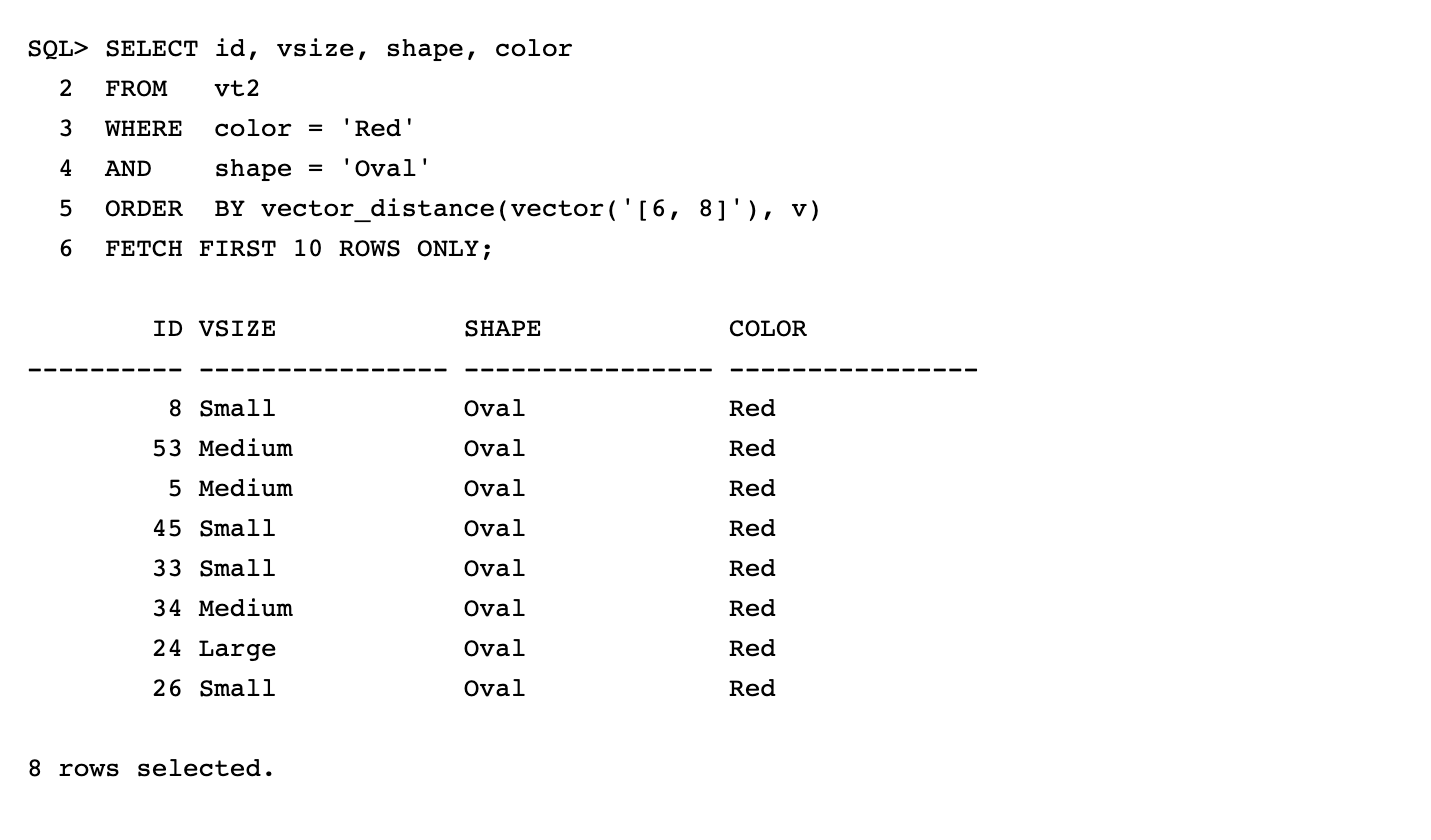 SQL> SELECT id, vsize, shape, color
  2  FROM   vt2
  3  WHERE  color = 'Red'
  4  AND    shape = 'Oval'
  5  ORDER  BY vector_distance(vector('[6, 8]'), v)
  6  FETCH FIRST 10 ROWS ONLY;

        ID VSIZE            SHAPE            COLOR
---------- ---------------- ---------------- ----------------
         8 Small            Oval             Red
        53 Medium           Oval             Red
         5 Medium           Oval             Red
        45 Small            Oval             Red
        33 Small            Oval             Red
        34 Medium           Oval             Red
        24 Large            Oval             Red
        26 Small            Oval             Red

8 rows selected.